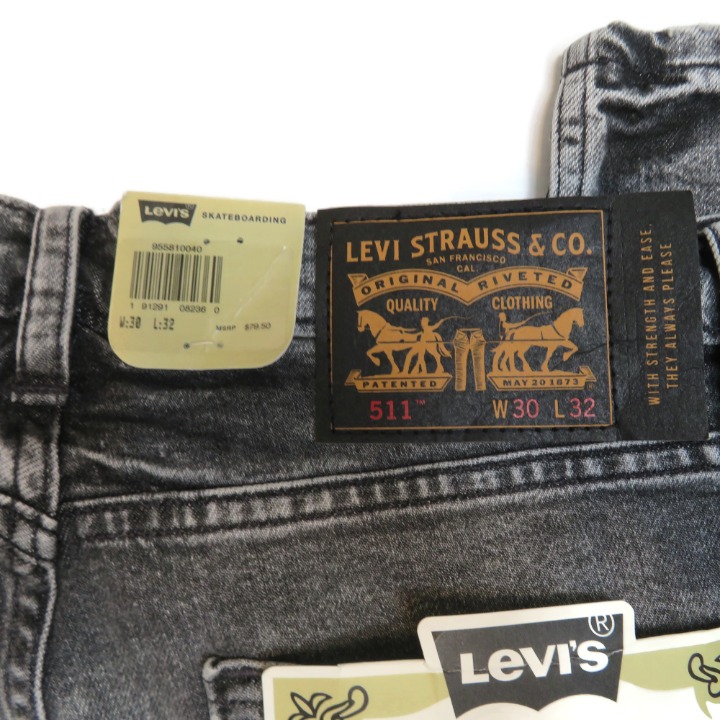 LEVI'S SKATEBOARDING
955810040
1 91291 08236 0
W:30 L:32 MSRP $79.50
LEVI STRAUSS & CO.
SAN FRANCISCO
CAL.
ORIGINAL RIVETED
QUALITY CLOTHING
PATENTED MAY 20 1873
511™ W30 L32
WITH STRENGTH AND EASE.
THEY ALWAYS PLEASE
LEVI'S®